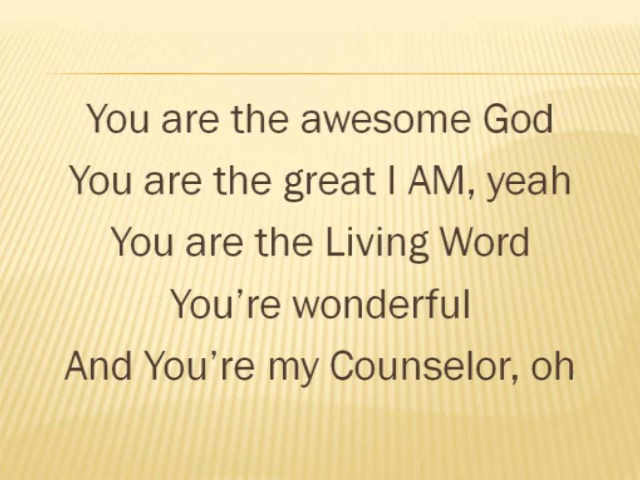 You are the awesome God
You are the great I AM, yeah
You are the Living Word
You’re wonderful
And You’re my Counselor, oh